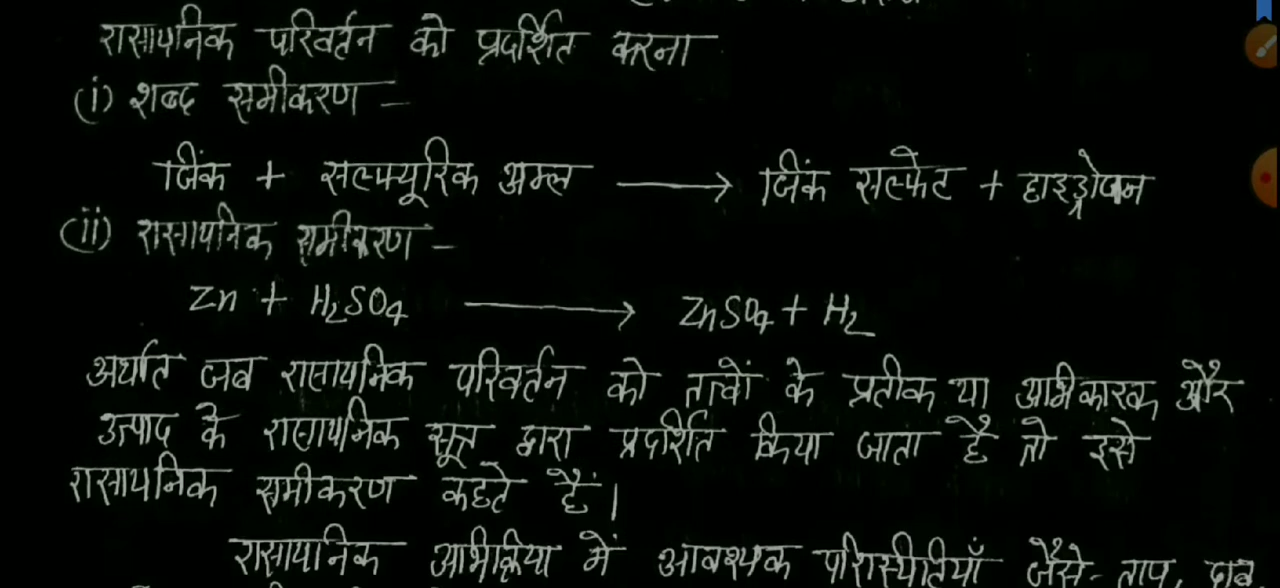 रासायनिक परिवर्तन को प्रदर्शित करना
(i) शब्द समीकरण –
जिंक + सल्फ्यूरिक अम्ल ⟶ जिंक सल्फेट + हाइड्रोजन
(ii) रासायनिक समीकरण –
Zn + H₂SO₄ ⟶ ZnSO₄ + H₂
अर्थात जब रासायनिक परिवर्तन को तत्वों के प्रतीक या अभिकारक और
उत्पाद के रासायनिक सूत्र द्वारा प्रदर्शित किया जाता है तो इसे
रासायनिक समीकरण कहते हैं।
रासायनिक अभिक्रिया में आवश्यक परिस्थितियाँ जैसे- ताप,